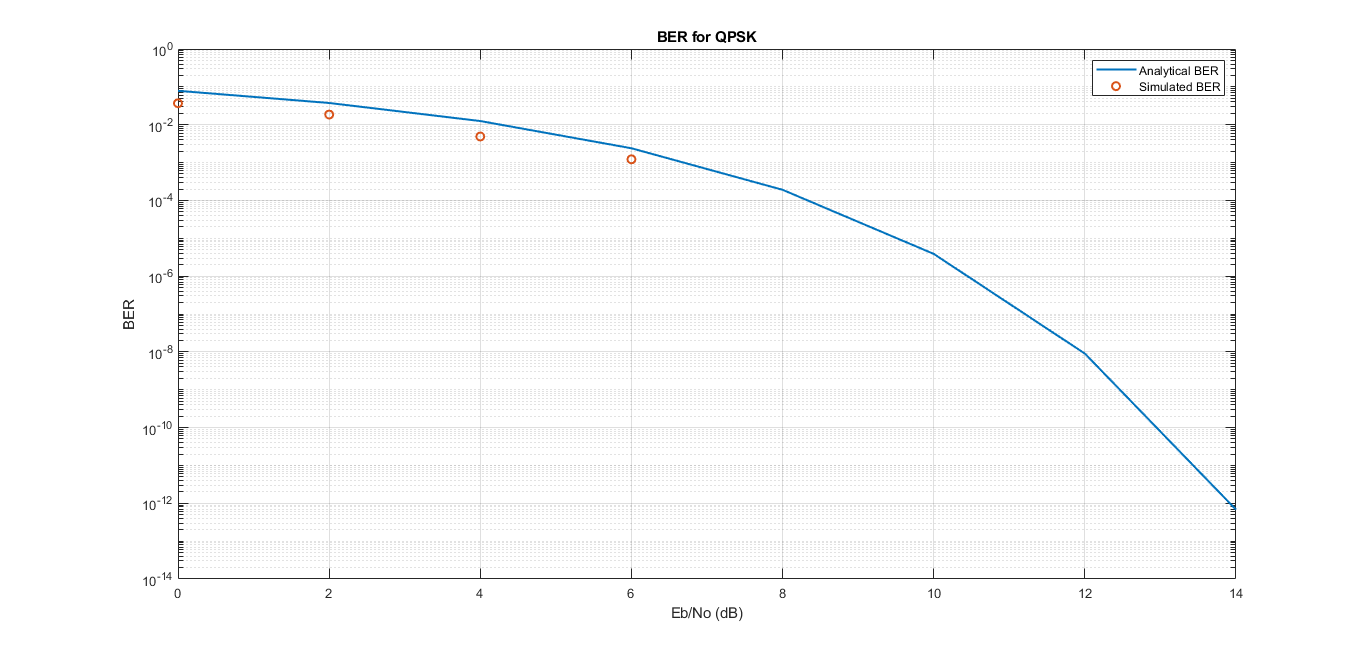 BER for QPSK
Analytical BER
Simulated BER
10^0
10^-2
10^-4
10^-6
10^-8
10^-10
10^-12
10^-14
BER
0 2 4 6 8 10 12 14
Eb/No (dB)